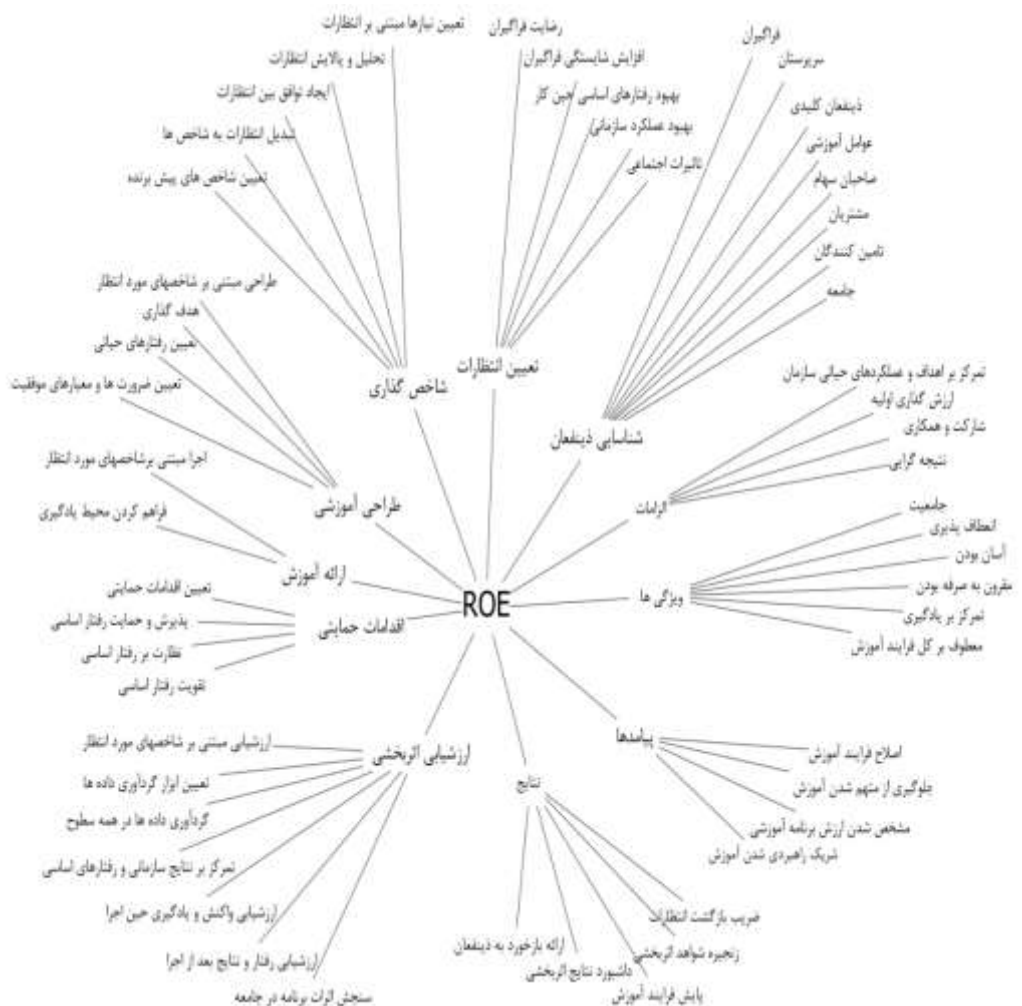 ROE
شناسایی ذینفعان
فراگیران
سرپرستان
ذینفعان کلیدی
عوامل آموزشی
صاحبان سهام
مشتریان
تامین کنندگان
جامعه
تعیین انتظارات
رضایت فراگیران
افزایش شایستگی فراگیران
بهبود رفتارهای اساسی حین کار
بهبود عملکرد سازمانی
تاثیرات اجتماعی
شاخص گذاری
تعیین نیازها مبتنی بر انتظارات
تحلیل و پالایش انتظارات
ایجاد توافق بین انتظارات
تبدیل انتظارات به شاخص ها
تعیین شاخص های پیش برنده
طراحی آموزشی
طراحی مبتنی بر شاخصهای مورد انتظار
هدف گذاری
تعیین رفتارهای حیاتی
تعیین ضرورت ها و معیارهای موفقیت
ارائه آموزش
اجرا مبتنی برشاخصهای مورد انتظار
فراهم کردن محیط یادگیری
اقدامات حمایتی
تعیین اقدامات حمایتی
پذیرش و حمایت رفتار اساسی
نظارت بر رفتار اساسی
تقویت رفتار اساسی
ارزشیابی اثربخشی
ارزشیابی مبتنی بر شاخصهای مورد انتظار
تعیین ابزار گردآوری داده ها
گردآوری داده ها در همه سطوح
تمرکز بر نتایج سازمانی و رفتارهای اساسی
ارزشیابی واکنش و یادگیری حین اجرا
ارزشیابی رفتار و نتایج بعد از اجرا
سنجش اثرات برنامه در جامعه
نتایج
ارائه بازخورد به ذینفعان
داشبورد نتایج اثربخشی
پایش فرایند آموزش
زنجیره شواهد اثربخشی
ضریب بازگشت انتظارات
پیامدها
اصلاح فرایند آموزش
جلوگیری از متهم شدن آموزش
مشخص شدن ارزش برنامه آموزشی
شریک راهبردی شدن آموزش
ویژگی ها
جامعیت
انعطاف پذیری
آسان بودن
مقرون به صرفه بودن
تمرکز بر یادگیری
معطوف بر کل فرایند آموزش
الزامات
تمرکز بر اهداف و عملکردهای حیاتی سازمان
ارزش گذاری اولیه
شارکت و همکاری
نتیجه گرایی